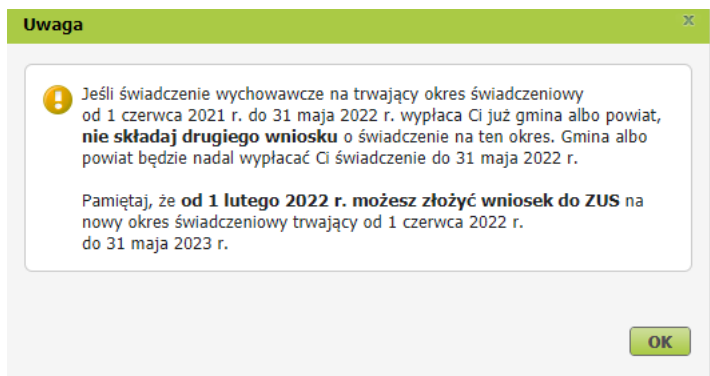 Uwaga
x
Jeśli świadczenie wychowawcze na trwający okres świadczeniowy
od 1 czerwca 2021 r. do 31 maja 2022 r. wypłaca Ci już gmina albo powiat,
nie składaj drugiego wniosku o świadczenie na ten okres. Gmina albo
powiat będzie nadal wypłacać Ci świadczenie do 31 maja 2022 r.
Pamiętaj, że od 1 lutego 2022 r. możesz złożyć wniosek do ZUS na
nowy okres świadczeniowy trwający od 1 czerwca 2022 r.
do 31 maja 2023 r.
OK